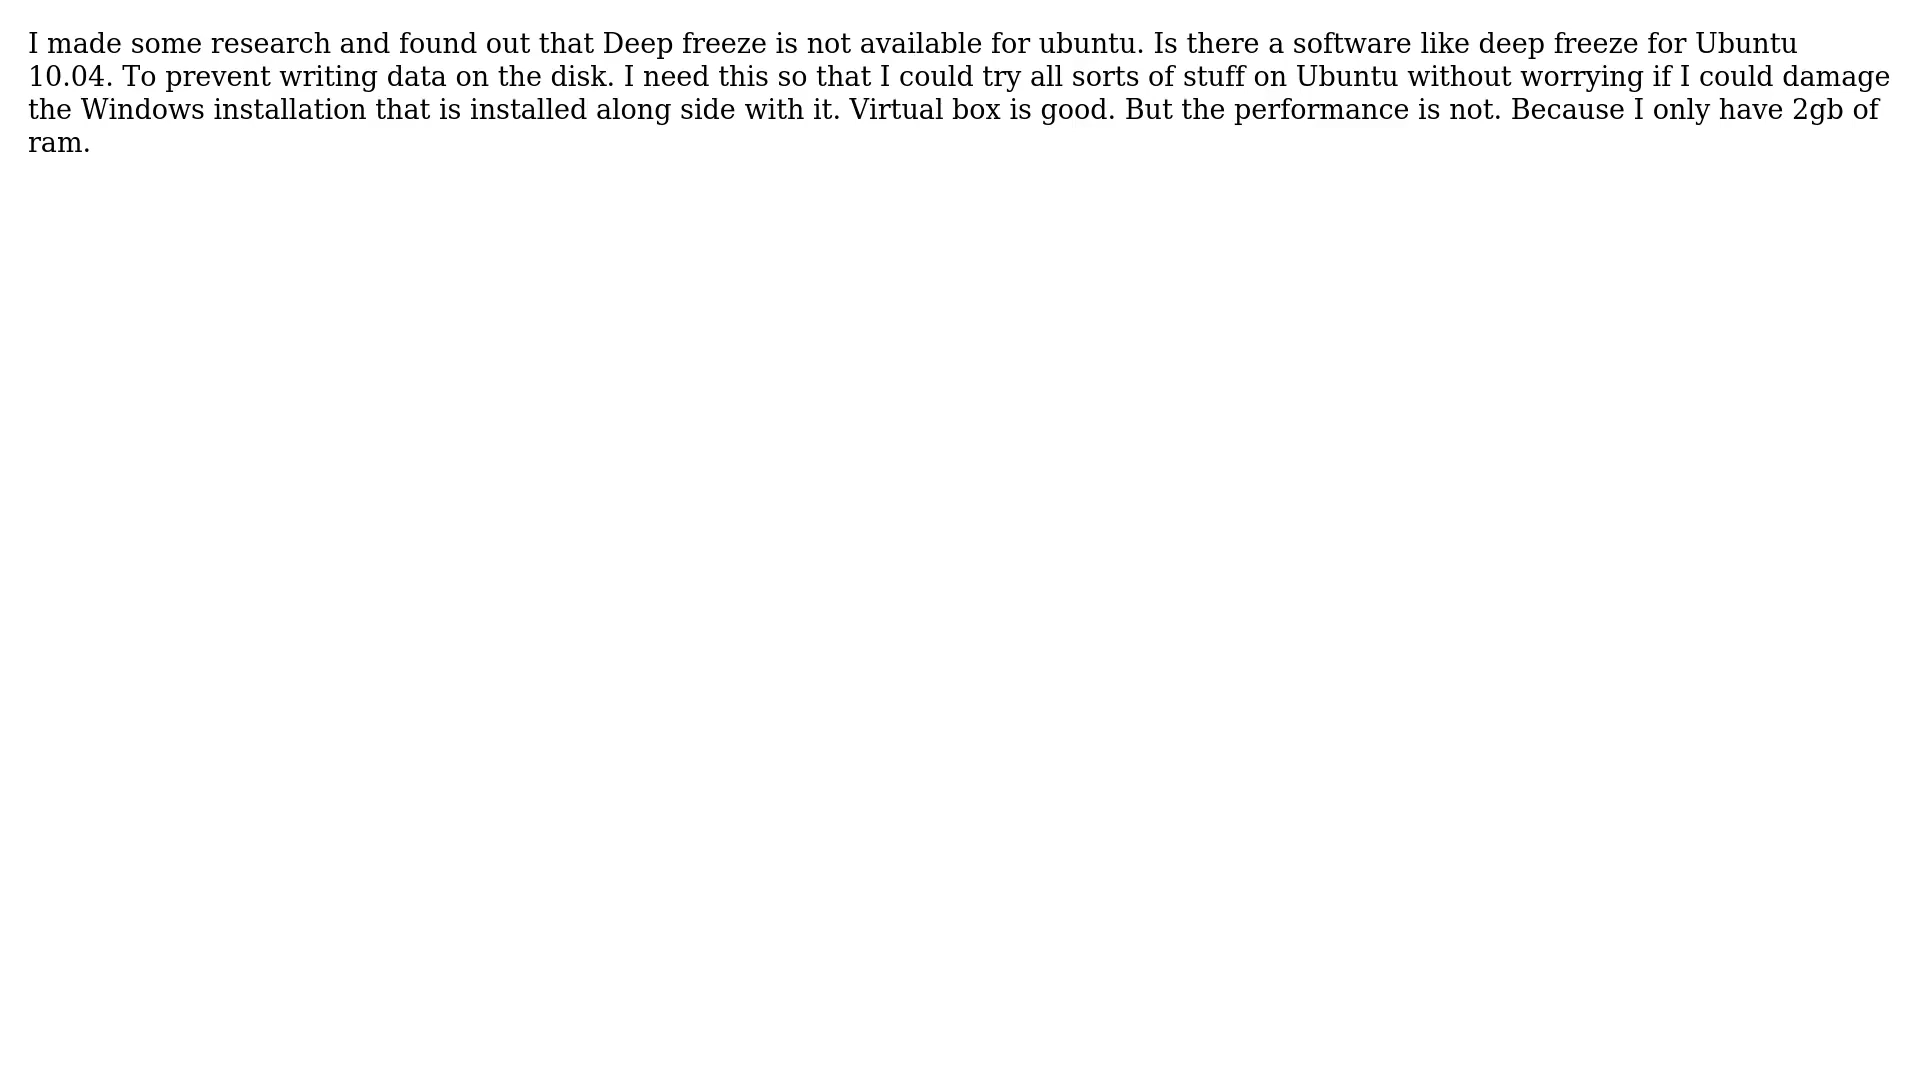 I made some research and found out that Deep freeze is not available for ubuntu. Is there a software like deep freeze for Ubuntu
10.04. To prevent writing data on the disk. I need this so that I could try all sorts of stuff on Ubuntu without worrying if I could damage
the Windows installation that is installed along side with it. Virtual box is good. But the performance is not. Because I only have 2gb of
ram.